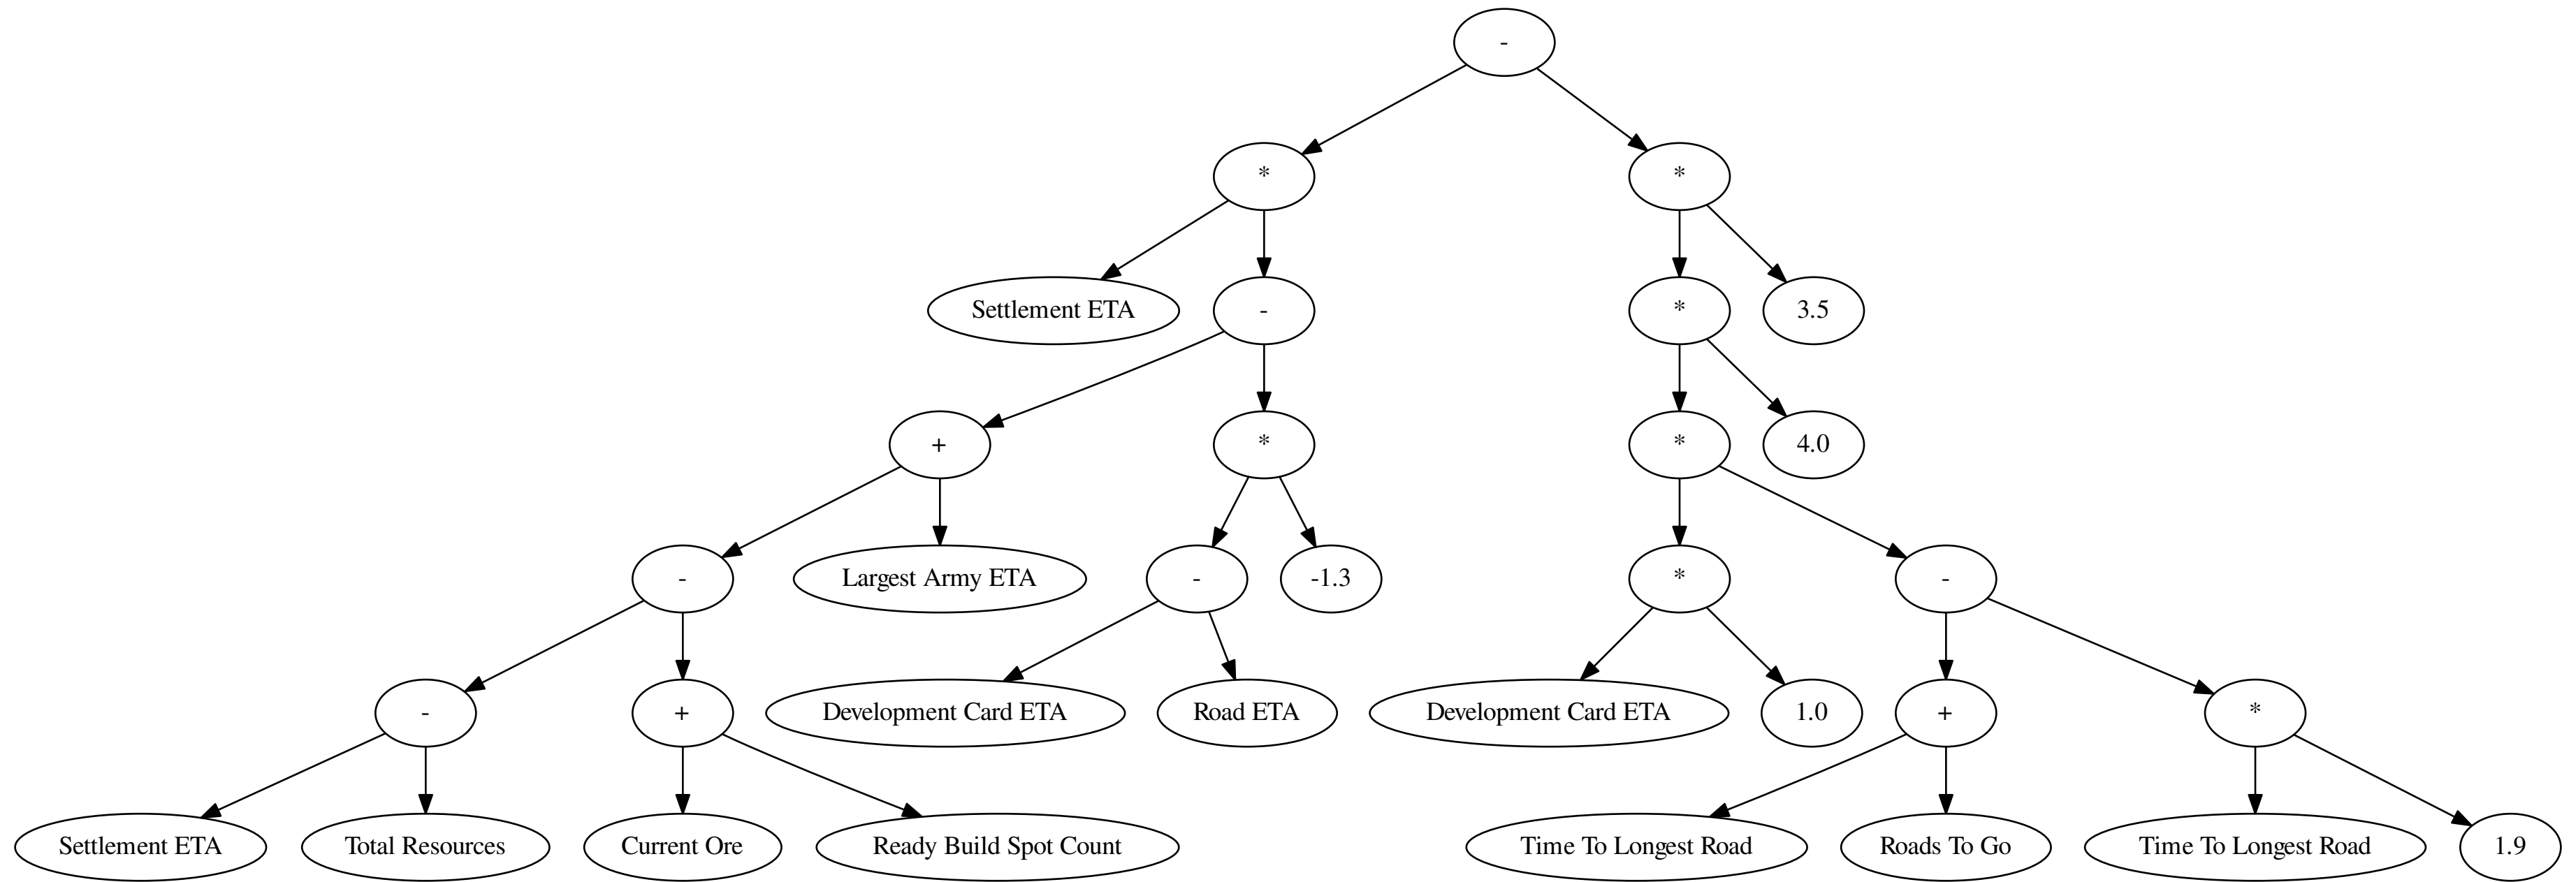 -
*
*
Settlement ETA
-
*
3.5
+
*
*
4.0
-
Largest Army ETA
-
-1.3
*
-
-
+
Development Card ETA
Road ETA
Development Card ETA
1.0
+
*
Settlement ETA
Total Resources
Current Ore
Ready Build Spot Count
Time To Longest Road
Roads To Go
Time To Longest Road
1.9